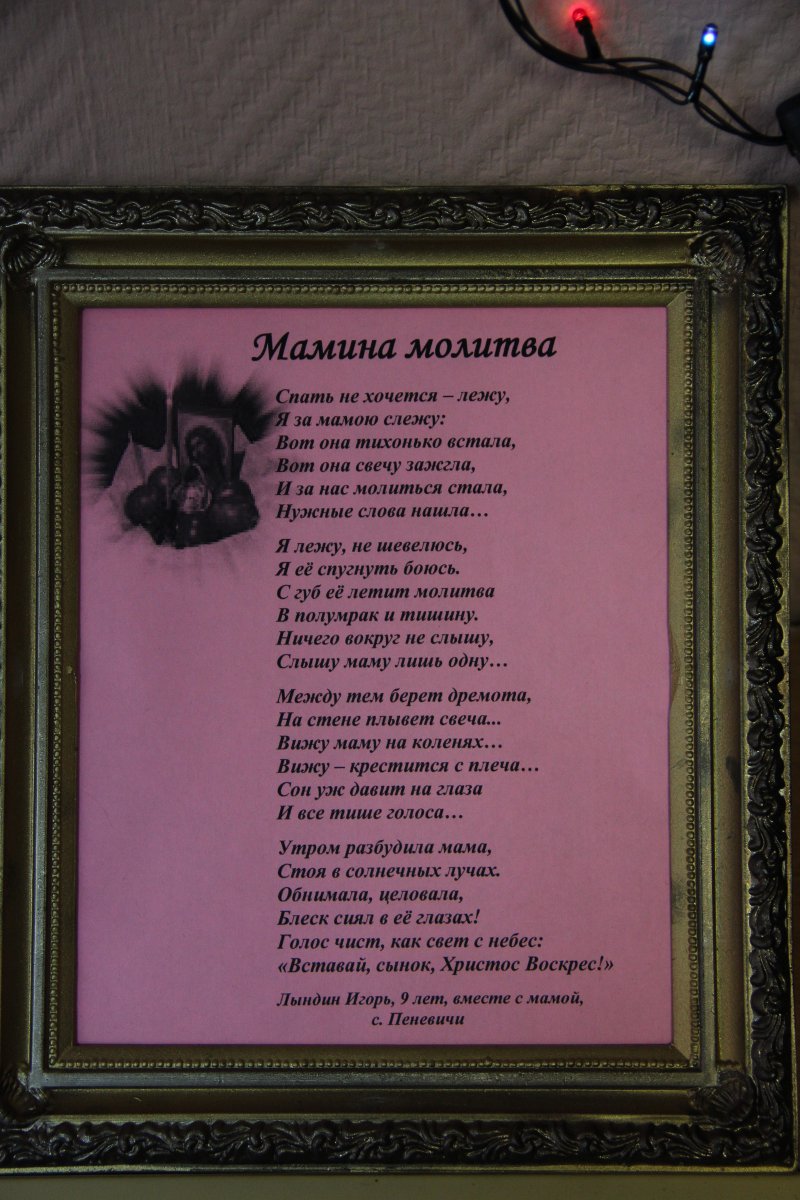 Мамина молитва
Спать не хочется – лежу,
Я за мамою слежу:
Вот она тихонько встала,
Вот она свечу зажгла,
И за нас молиться стала,
Нужные слова нашла…
Я лежу, не шевелюсь,
Я её спугнуть боюсь.
С губ её летит молитва
В полумрак и тишину.
Ничего вокруг не слышу,
Слышу маму лишь одну…
Между тем берет дремота,
На стене плывет свеча...
Вижу маму на коленях…
Вижу – крестится с плеча…
Сон уж давит на глаза
И все тише голоса…
Утром разбудила мама,
Стоя в солнечных лучах.
Обнимала, целовала,
Блеск сиял в её глазах!
Голос чист, как свет с небес:
«Вставай, сынок, Христос Воскрес!»
Лындин Игорь, 9 лет, вместе с мамой,
с. Пеневичи